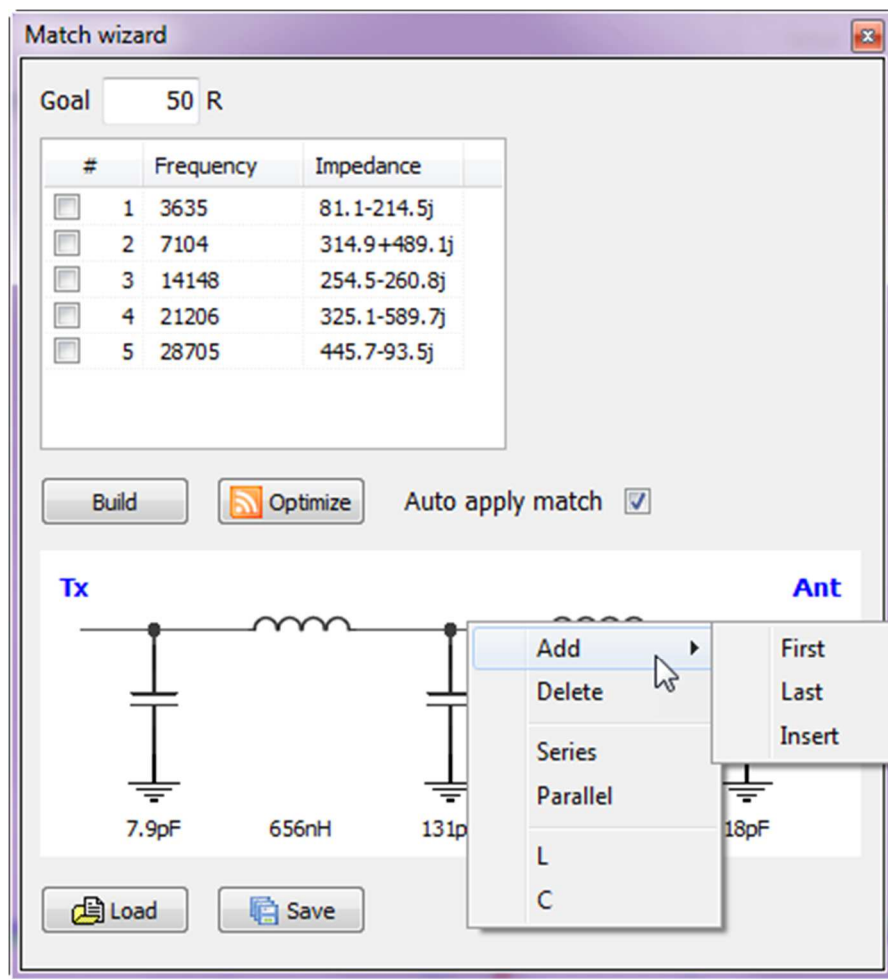 Match wizard
Goal 50 R
# Frequency Impedance
1 3635 81.1-214.5j
2 7104 314.9+489.1j
3 14148 254.5-260.8j
4 21206 325.1-589.7j
5 28705 445.7-93.5j
Build Optimize Auto apply match
Tx Ant
Add First
Delete Last
Insert
Series
Parallel
7.9pF 656nH 131p 18pF
L
C
Load Save